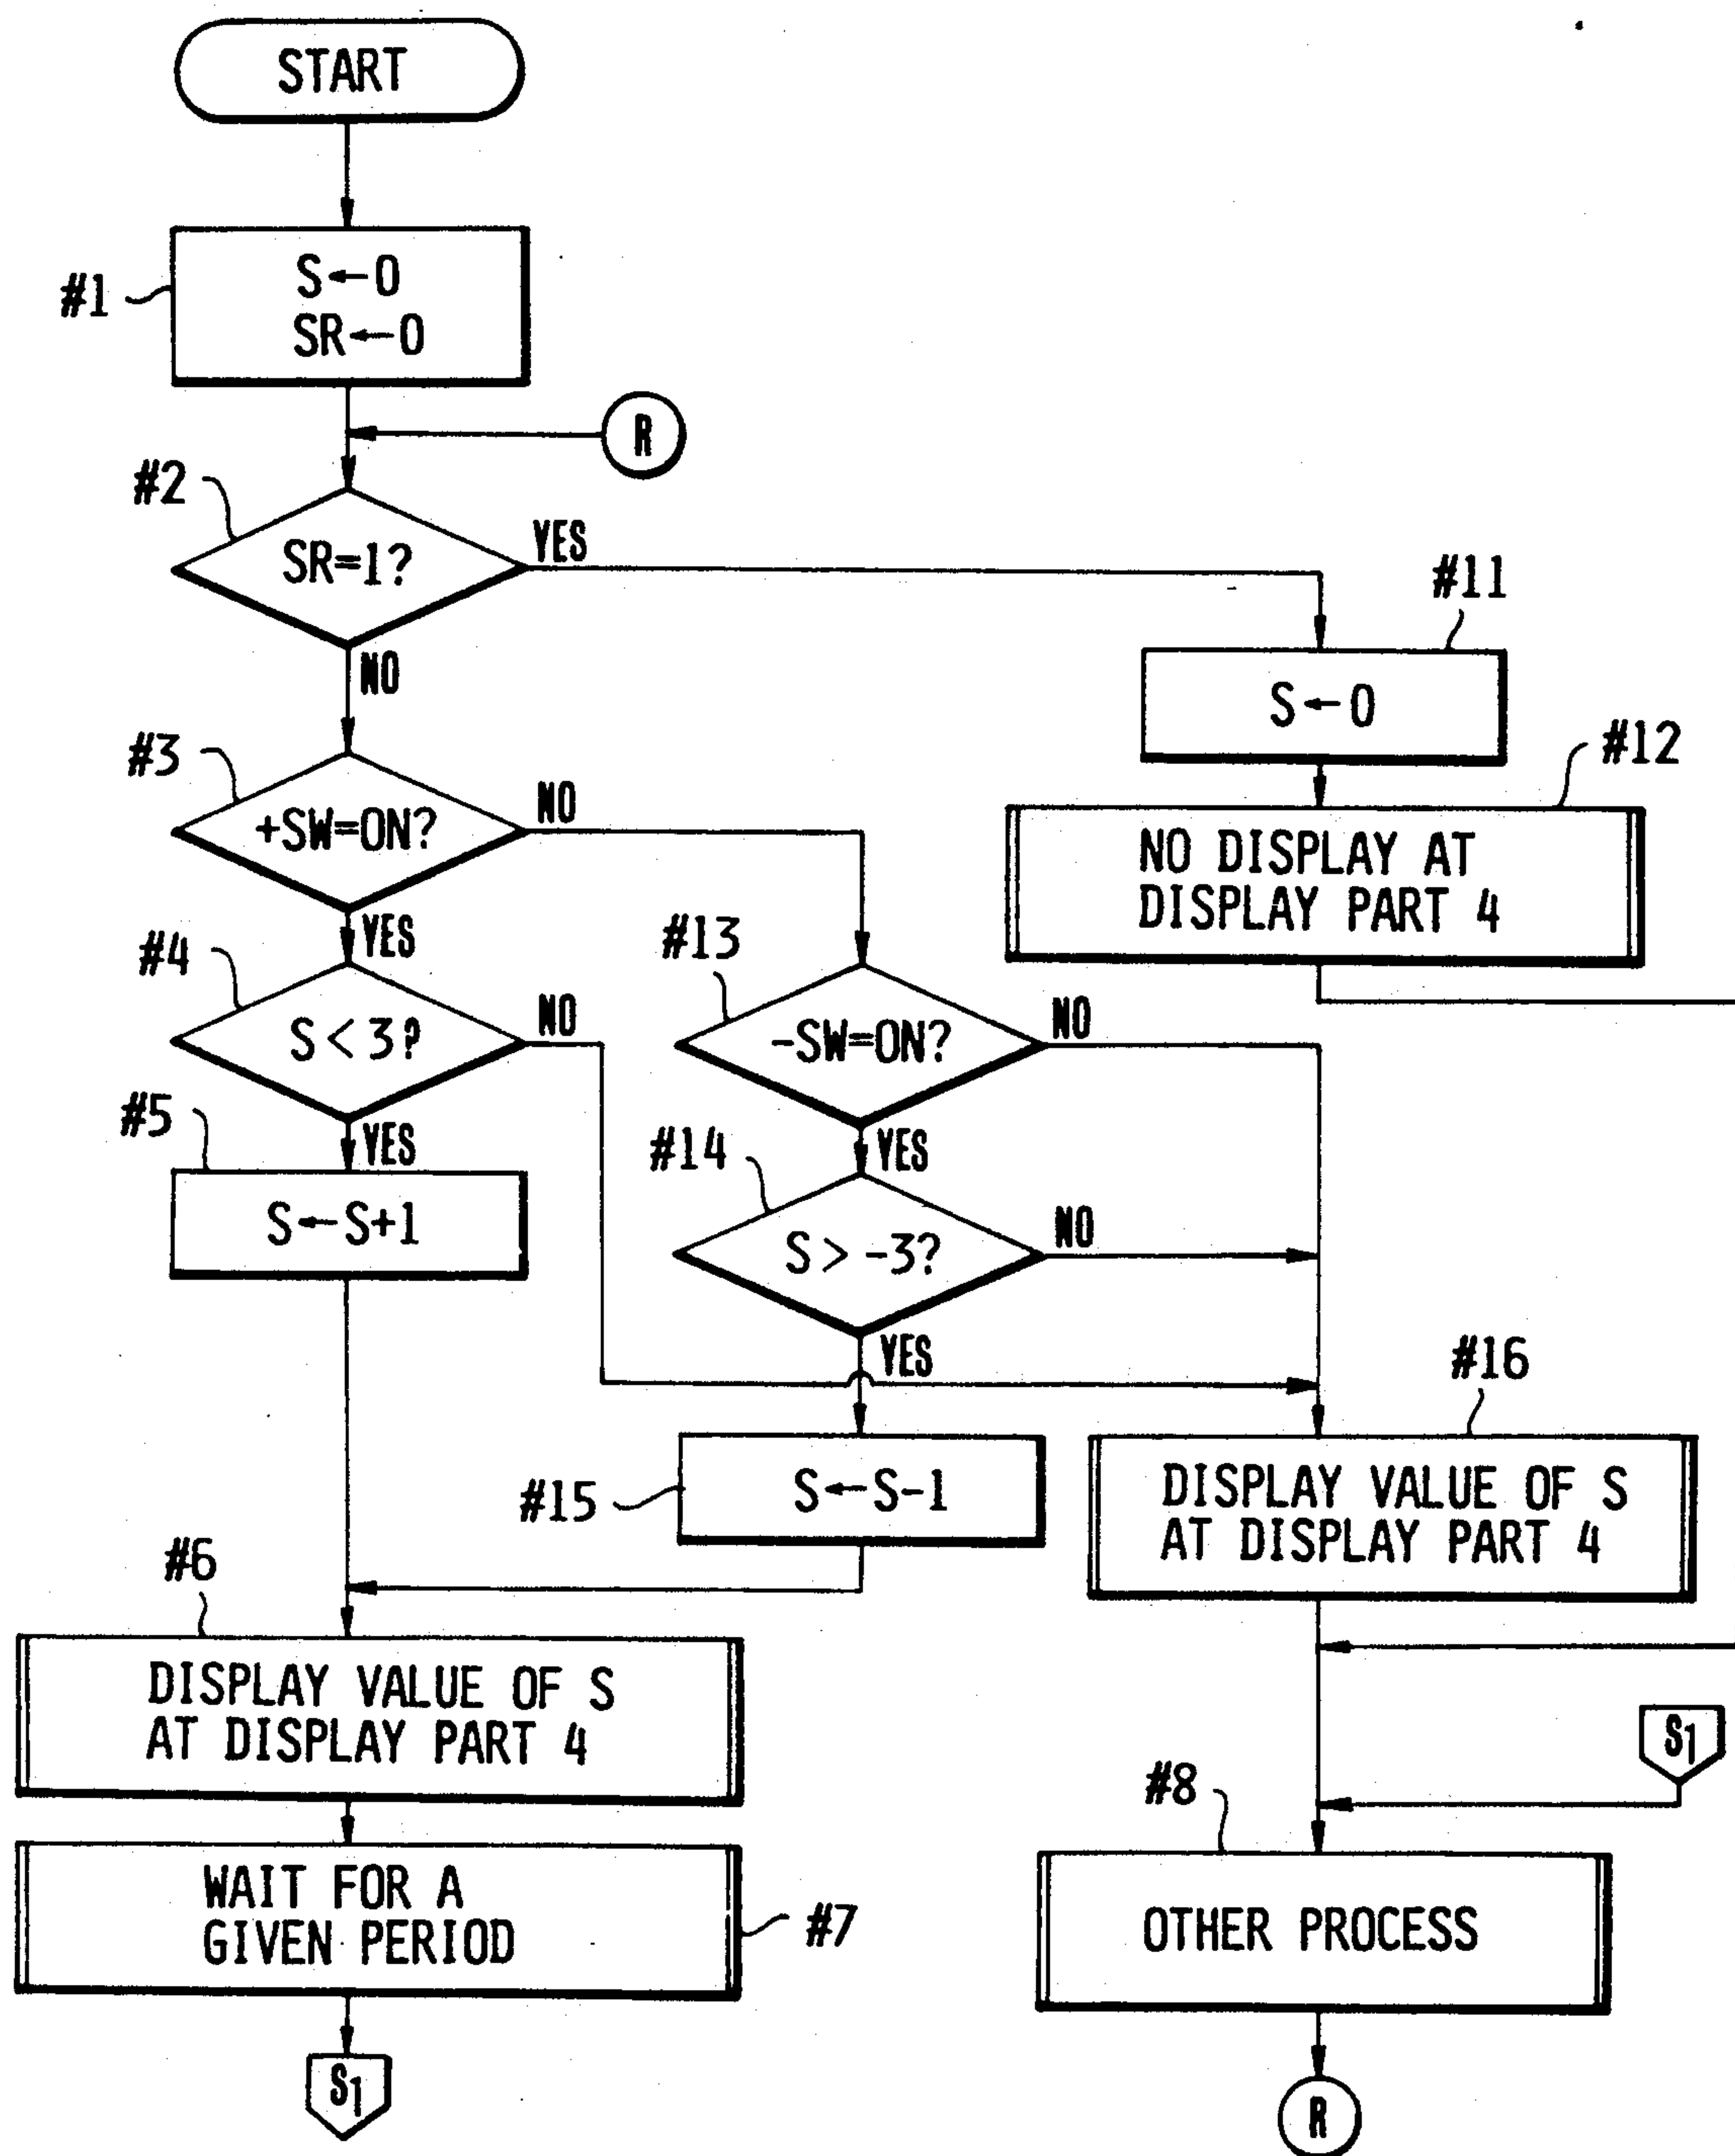 START
#1
S←0
SR←0
R
#2
SR=1?
YES
NO
#11
S←0
#12
NO DISPLAY AT
DISPLAY PART 4
#3
+SW=ON?
NO
YES
#4
S<3?
NO
YES
#13
-SW=ON?
NO
YES
#5
S←S+1
#14
S>-3?
NO
YES
#15
S←S-1
#16
DISPLAY VALUE OF S
AT DISPLAY PART 4
#6
DISPLAY VALUE OF S
AT DISPLAY PART 4
S1
#7
WAIT FOR A
GIVEN PERIOD
#8
OTHER PROCESS
S1
R